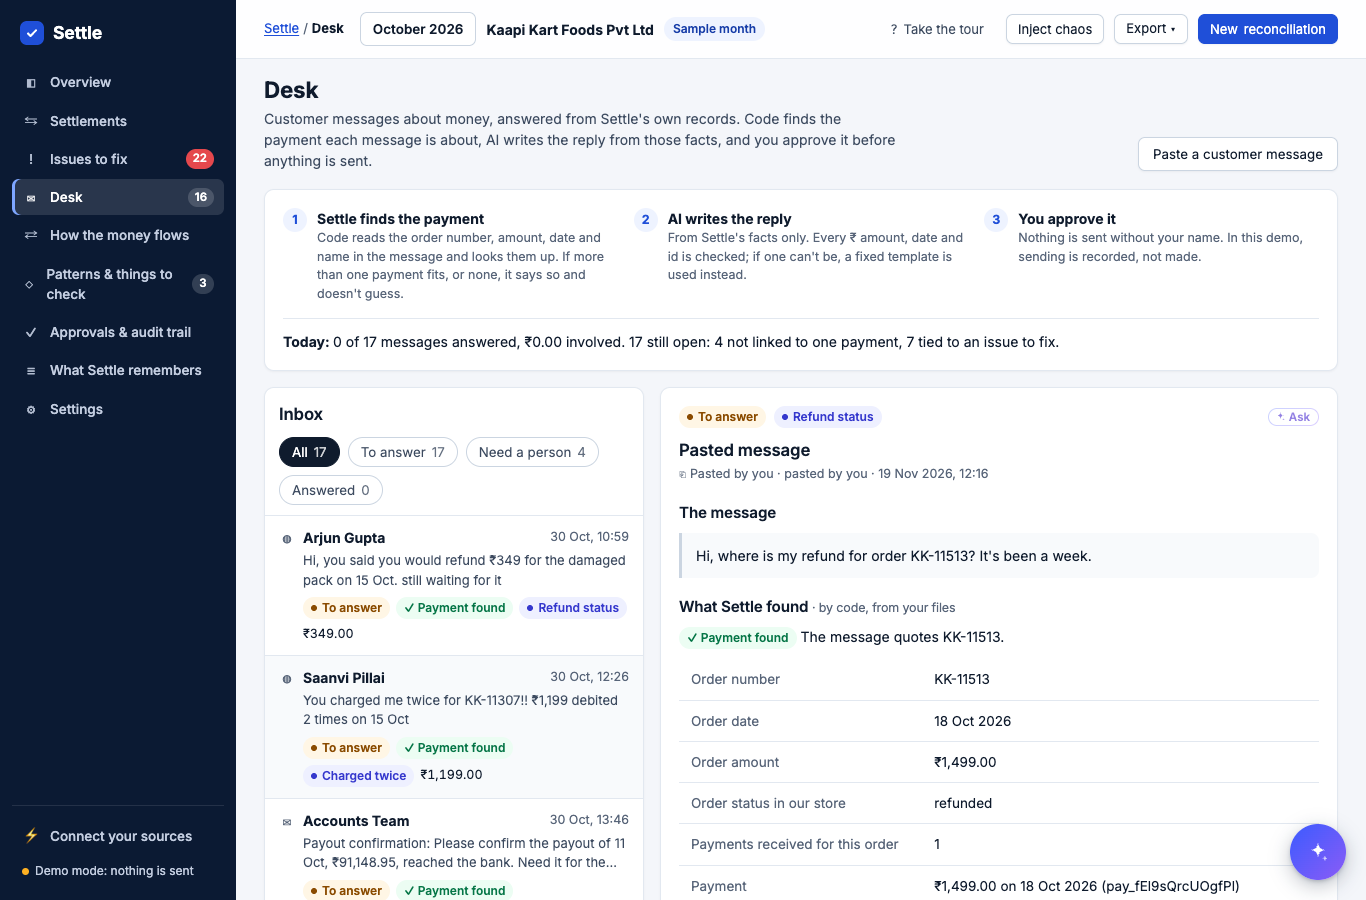 Settle
Overview
Settlements
Issues to fix 22
Desk 16
How the money flows
Patterns & things to
check 3
Approvals & audit trail
What Settle remembers
Settings
Connect your sources
Demo mode: nothing is sent
Settle / Desk October 2026 Kaapi Kart Foods Pvt Ltd Sample month ? Take the tour Inject chaos Export New reconciliation
Desk
Customer messages about money, answered from Settle's own records. Code finds the
payment each message is about, AI writes the reply from those facts, and you approve it before
anything is sent.
Paste a customer message
1 Settle finds the payment
Code reads the order number, amount, date and
name in the message and looks them up. If more
than one payment fits, or none, it says so and
doesn't guess.
2 AI writes the reply
From Settle's facts only. Every ₹ amount, date and
id is checked; if one can't be, a fixed template is
used instead.
3 You approve it
Nothing is sent without your name. In this demo,
sending is recorded, not made.
Today: 0 of 17 messages answered, ₹0.00 involved. 17 still open: 4 not linked to one payment, 7 tied to an issue to fix.
Inbox
All 17 To answer 17 Need a person 4
Answered 0
Arjun Gupta 30 Oct, 10:59
Hi, you said you would refund ₹349 for the damaged
pack on 15 Oct. still waiting for it
To answer Payment found Refund status
₹349.00
Saanvi Pillai 30 Oct, 12:26
You charged me twice for KK-11307!! ₹1,199 debited
2 times on 15 Oct
To answer Payment found
Charged twice ₹1,199.00
Accounts Team 30 Oct, 13:46
Payout confirmation: Please confirm the payout of 11
Oct, ₹91,148.95, reached the bank. Need it for the...
To answer Payment found
To answer Refund status Ask
Pasted message
Pasted by you · pasted by you · 19 Nov 2026, 12:16
The message
Hi, where is my refund for order KK-11513? It's been a week.
What Settle found · by code, from your files
Payment found The message quotes KK-11513.
Order number KK-11513
Order date 18 Oct 2026
Order amount ₹1,499.00
Order status in our store refunded
Payments received for this order 1
Payment ₹1,499.00 on 18 Oct 2026 (pay_fEl9sQrcUOgfPl)